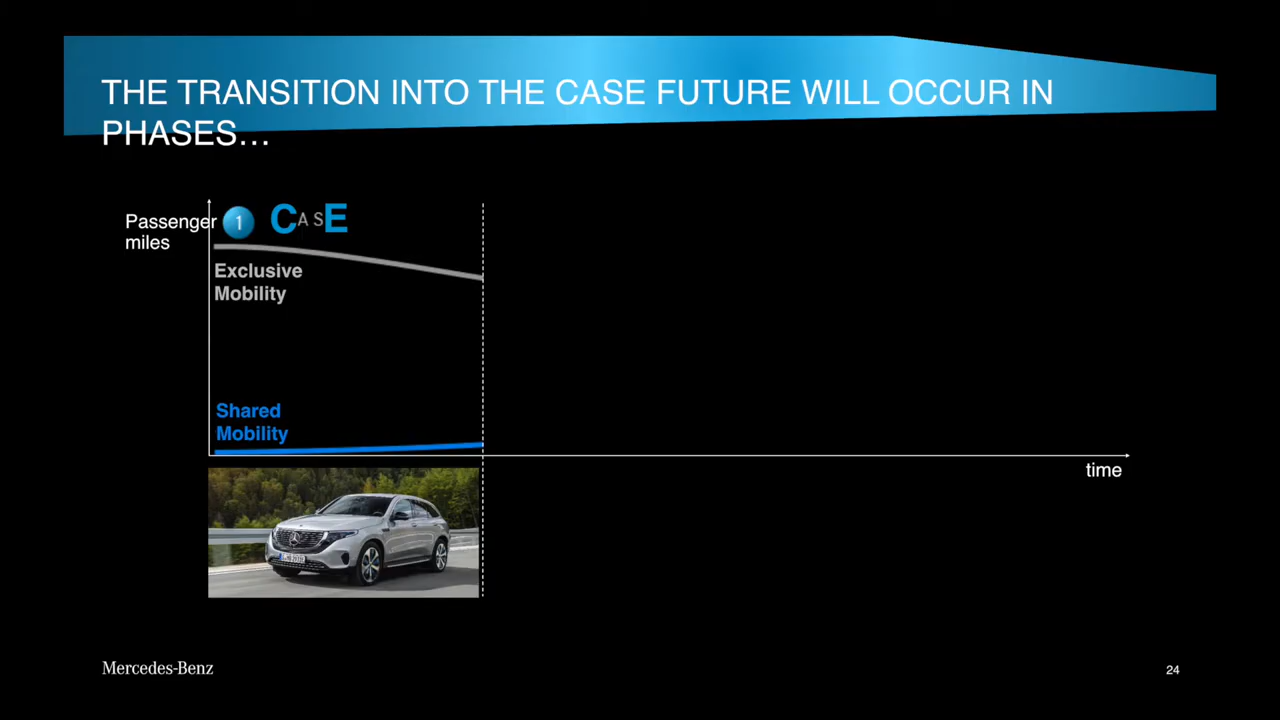 THE TRANSITION INTO THE CASE FUTURE WILL OCCUR IN
PHASES…
Passenger
miles
1
CASE
Exclusive
Mobility
Shared
Mobility
time
Mercedes-Benz
24